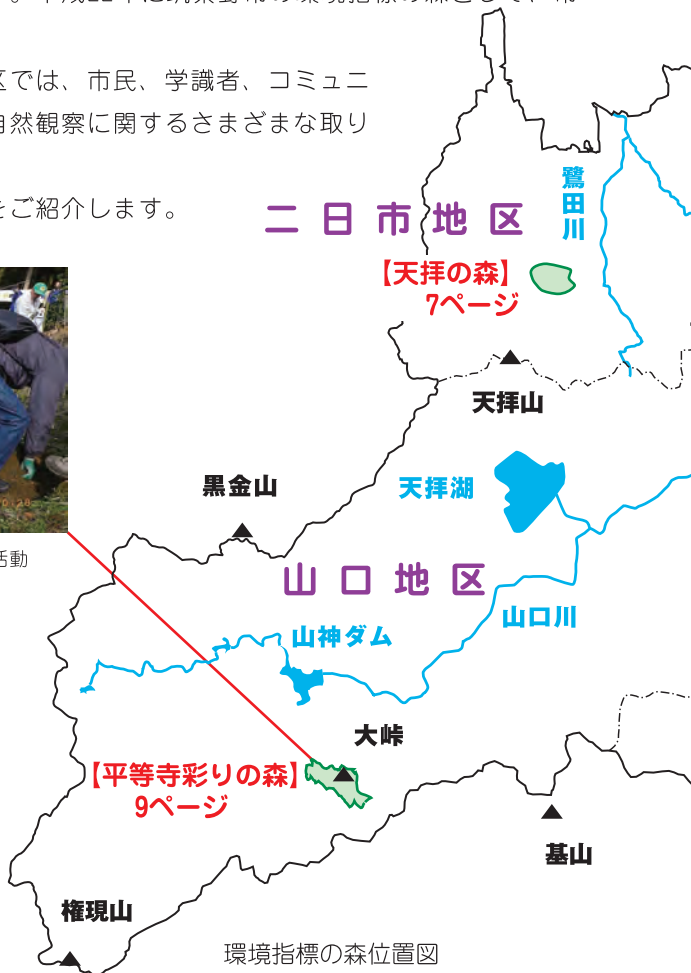 区では、市民、学識者、コミュニ
自然観察に関するさまざまな取り
をご紹介します。
鷺田川
二日市地区
【天拝の森】
7ページ
天拝山
黒金山
天拝湖
活動
山口地区
山口川
山神ダム
大峠
【平等寺彩りの森】
9ページ
基山
権現山
環境指標の森位置図